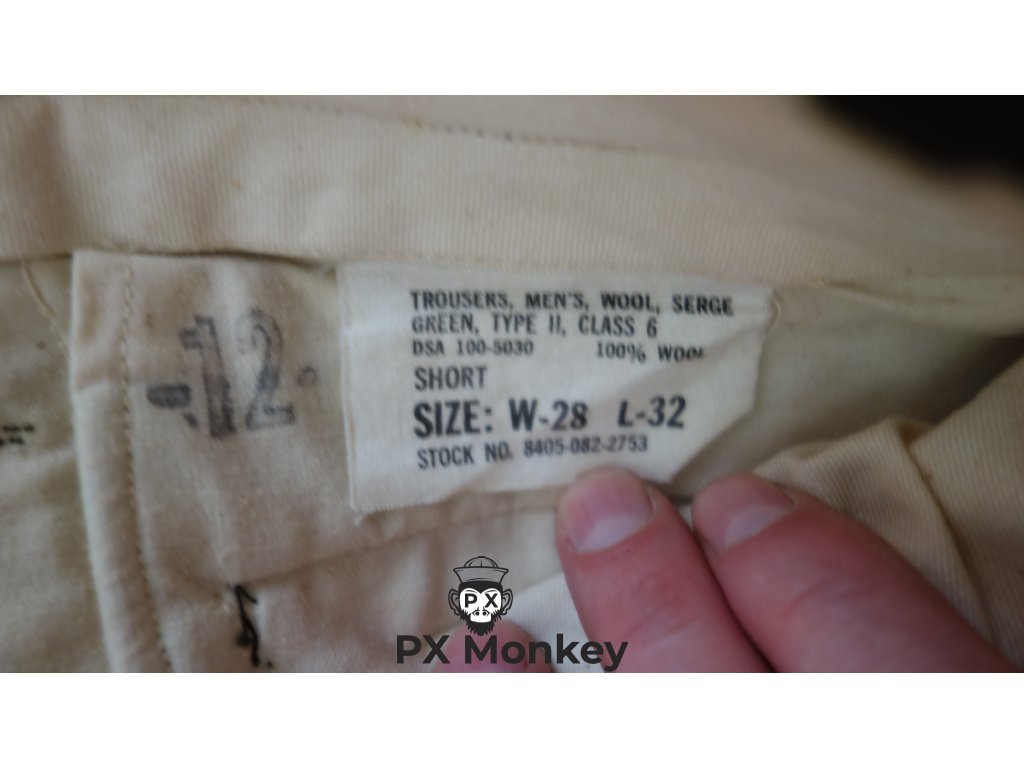 -12.
TROUSERS, MEN'S, WOOL, SERGE
GREEN, TYPE II, CLASS 6
DSA 100-5030 100% WOOL
SHORT
SIZE: W-28 L-32
STOCK NO. 8405-082-2753
PX
PX Monkey